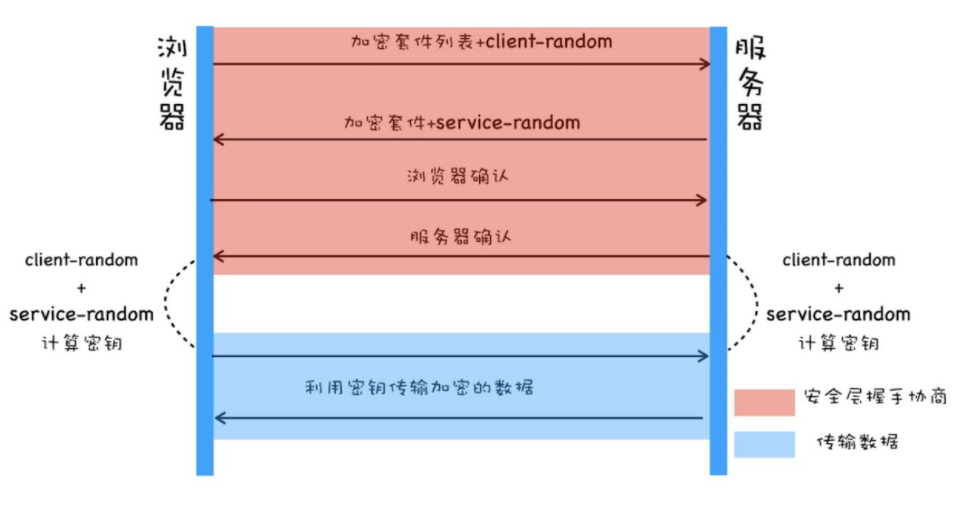 浏览器
服务器
加密套件列表+client-random
加密套件+service-random
浏览器确认
服务器确认
client-random
+
service-random
计算密钥
client-random
+
service-random
计算密钥
利用密钥传输加密的数据
安全层握手协商
传输数据